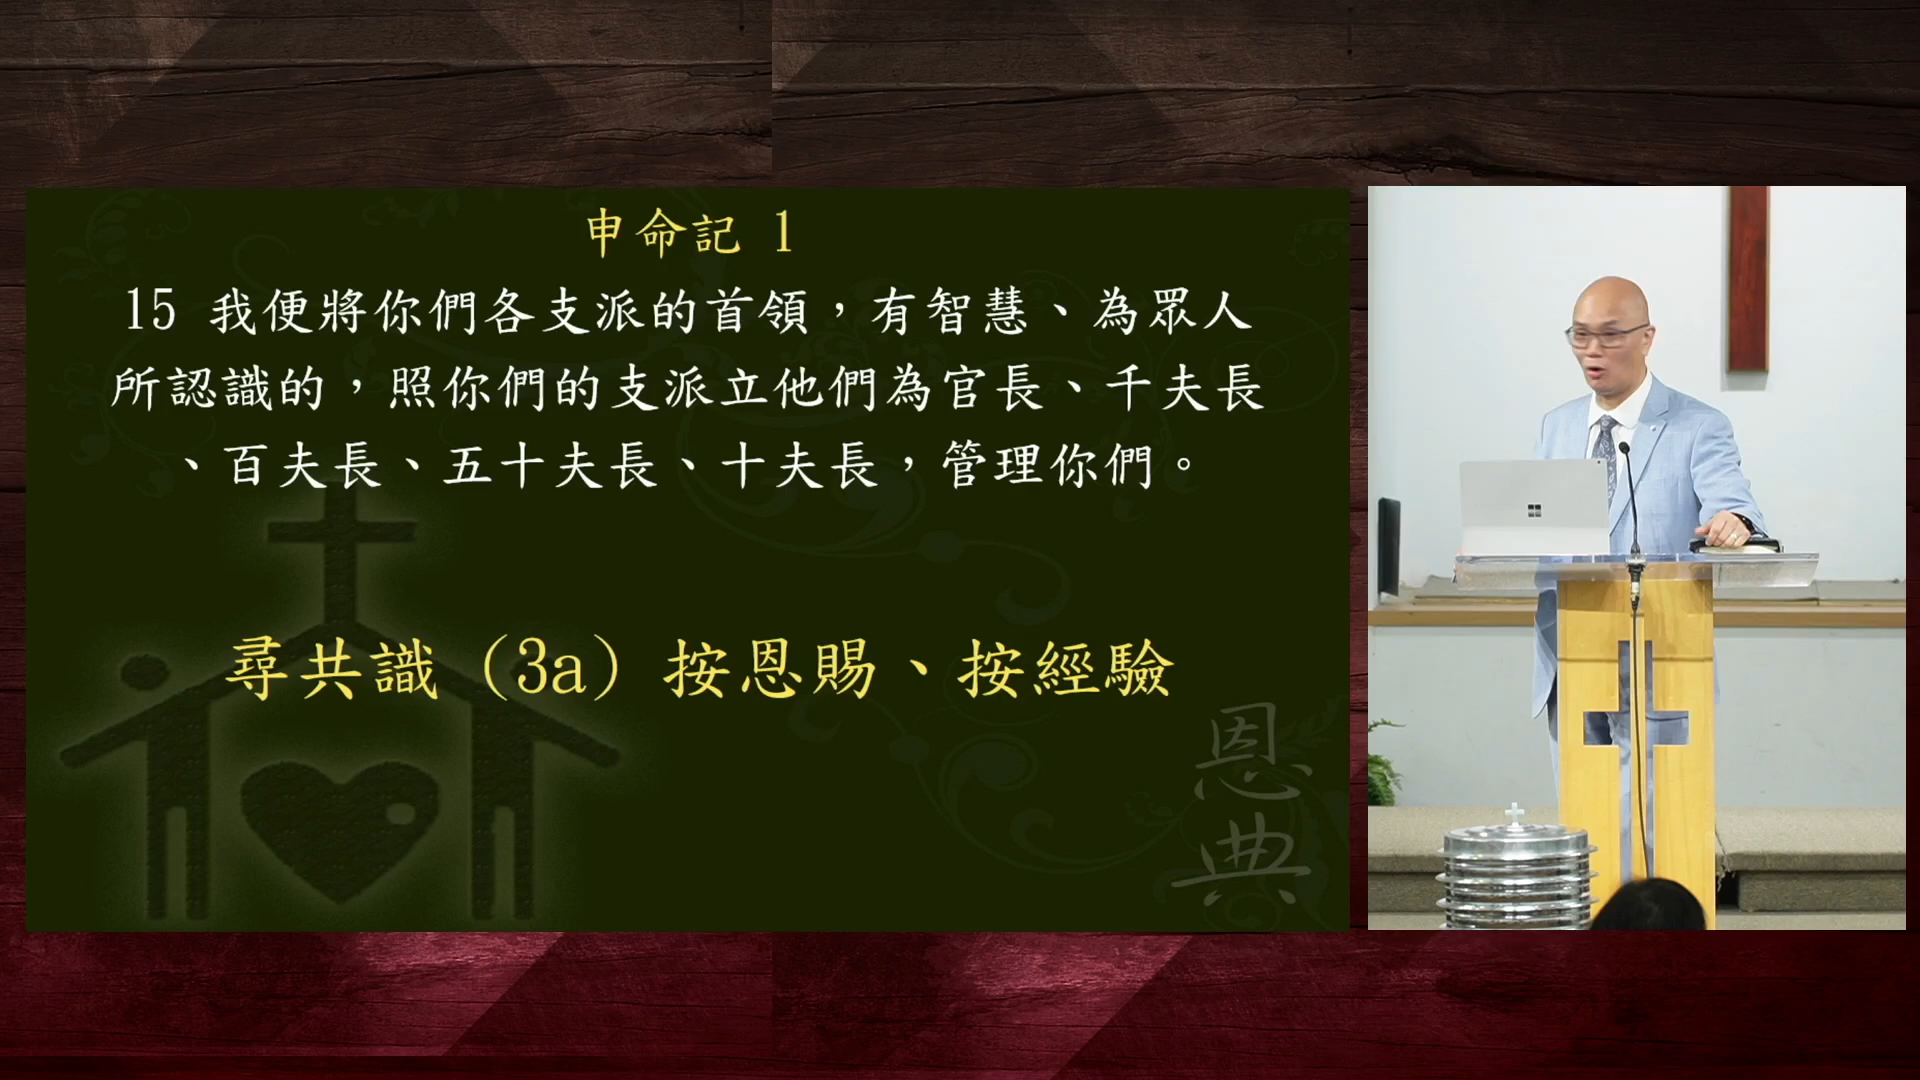 申命記 1
15 我便將你們各支派的首領，有智慧、為眾人
所認識的，照你們的支派立他們為官長、千夫長
、百夫長、五十夫長、十夫長，管理你們。
尋共識（3a）按恩賜、按經驗
恩
典